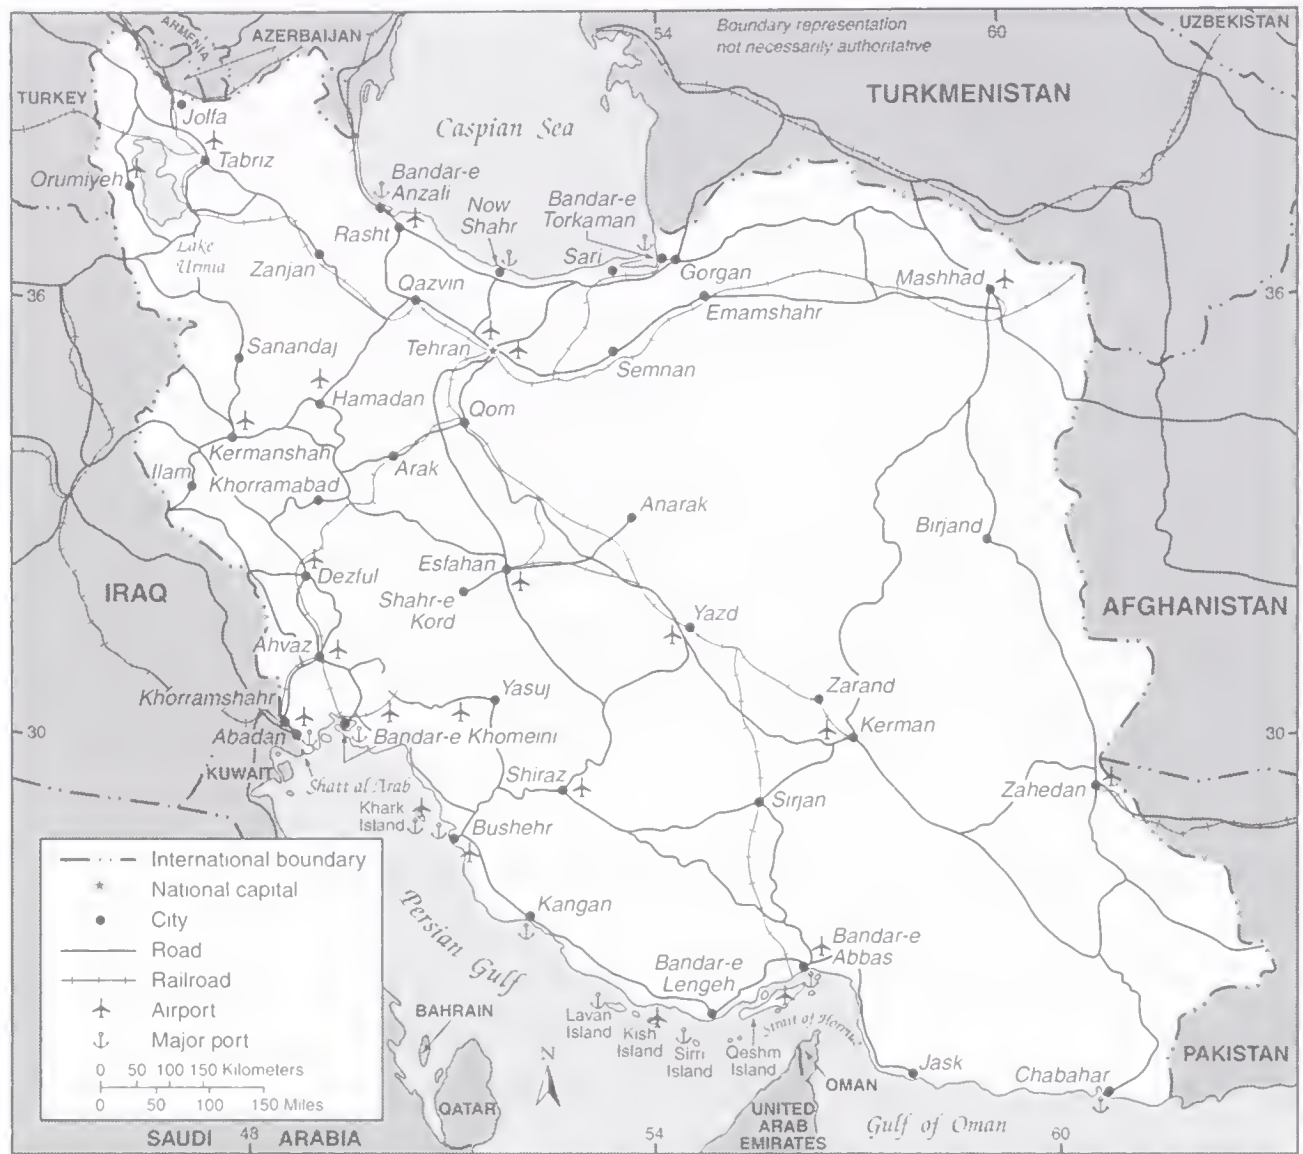 54
60
Boundary representation
not necessarily authoritative
UZBEKISTAN
ARMENIA
AZERBAIJAN
TURKEY
TURKMENISTAN
Jolfa
Caspian Sea
Tabriz
Orumiyeh
Bandar-e
Anzali
Now
Shahr
Bandar-e
Torkaman
Rasht
Sari
Lake
Urmia
Zanjan
Gorgan
Mashhad
Qazvin
36
36
Emamshahr
Tehran
Sanandaj
Semnan
Hamadan
Qom
Kermanshah
Arak
Ilam
Khorramabad
Anarak
Birjand
Esfahan
Dezful
IRAQ
Shahr-e
Kord
AFGHANISTAN
Yazd
Ahvaz
Khorramshahr
Yasuj
Zarand
Kerman
30
Abadan
Bandar-e Khomeini
30
KUWAIT
Shatt al Arab
Shiraz
Zahedan
Khark
Island
Sirjan
Bushehr
International boundary
National capital
City
Road
Railroad
Airport
Major port
0 50 100 150 Kilometers
0 50 100 150 Miles
Persian Gulf
Kangan
Bandar-e
Abbas
Bandar-e
Lengeh
BAHRAIN
Lavan
Island
Kish
Island
Sirri
Island
Qeshm
Island
Strait of Hormuz
N
Jask
Chabahar
PAKISTAN
OMAN
QATAR
UNITED
ARAB
EMIRATES
Gulf of Oman
SAUDI ARABIA
48
54
60